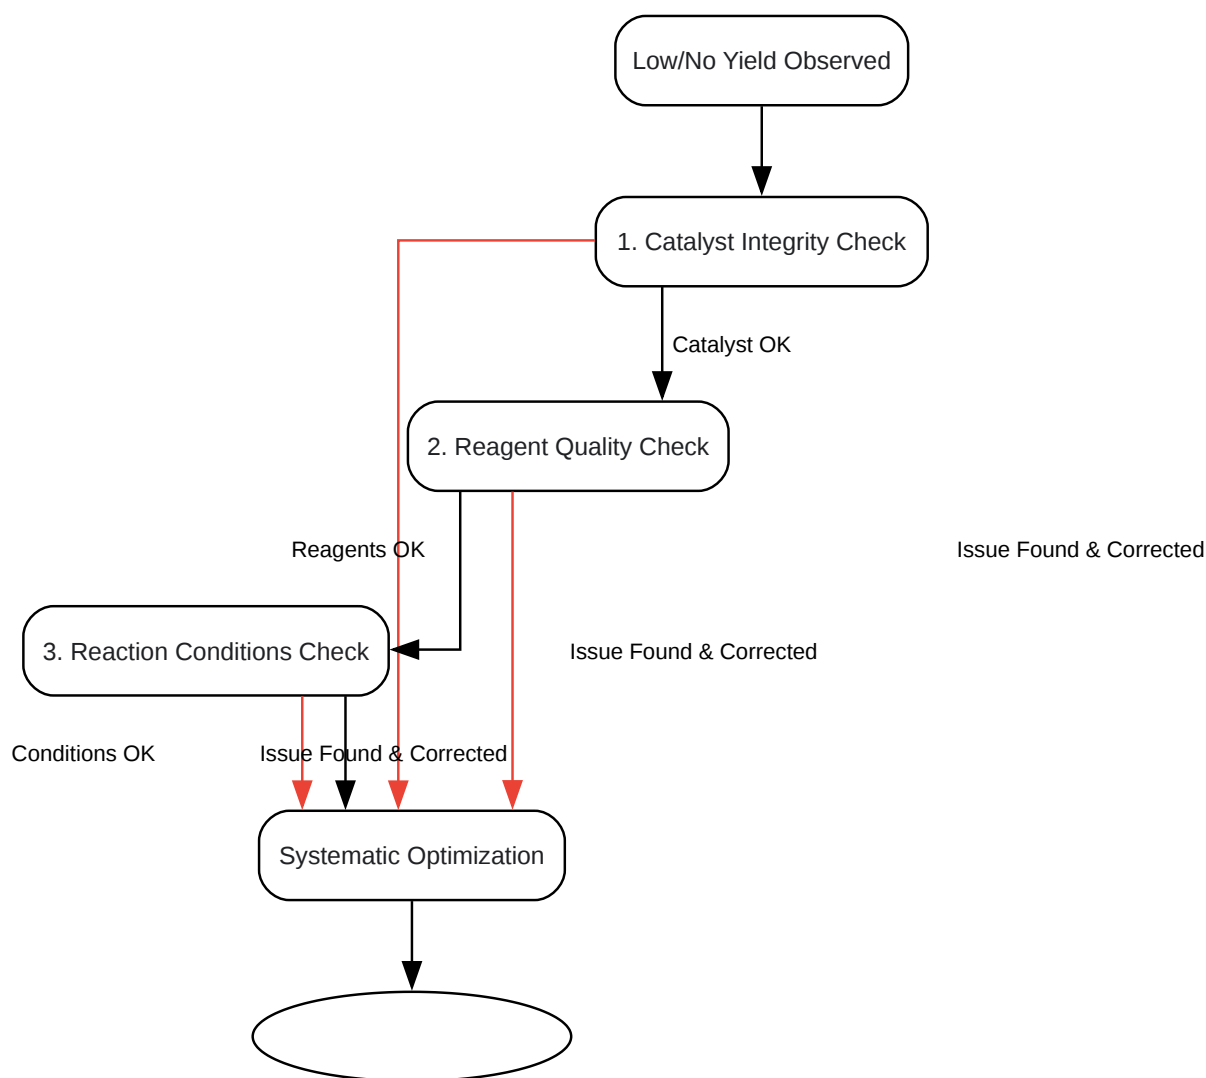 Low/No Yield Observed
1. Catalyst Integrity Check
Catalyst OK
2. Reagent Quality Check
Reagents OK
Issue Found & Corrected
3. Reaction Conditions Check
Issue Found & Corrected
Conditions OK
Issue Found & Corrected
Systematic Optimization